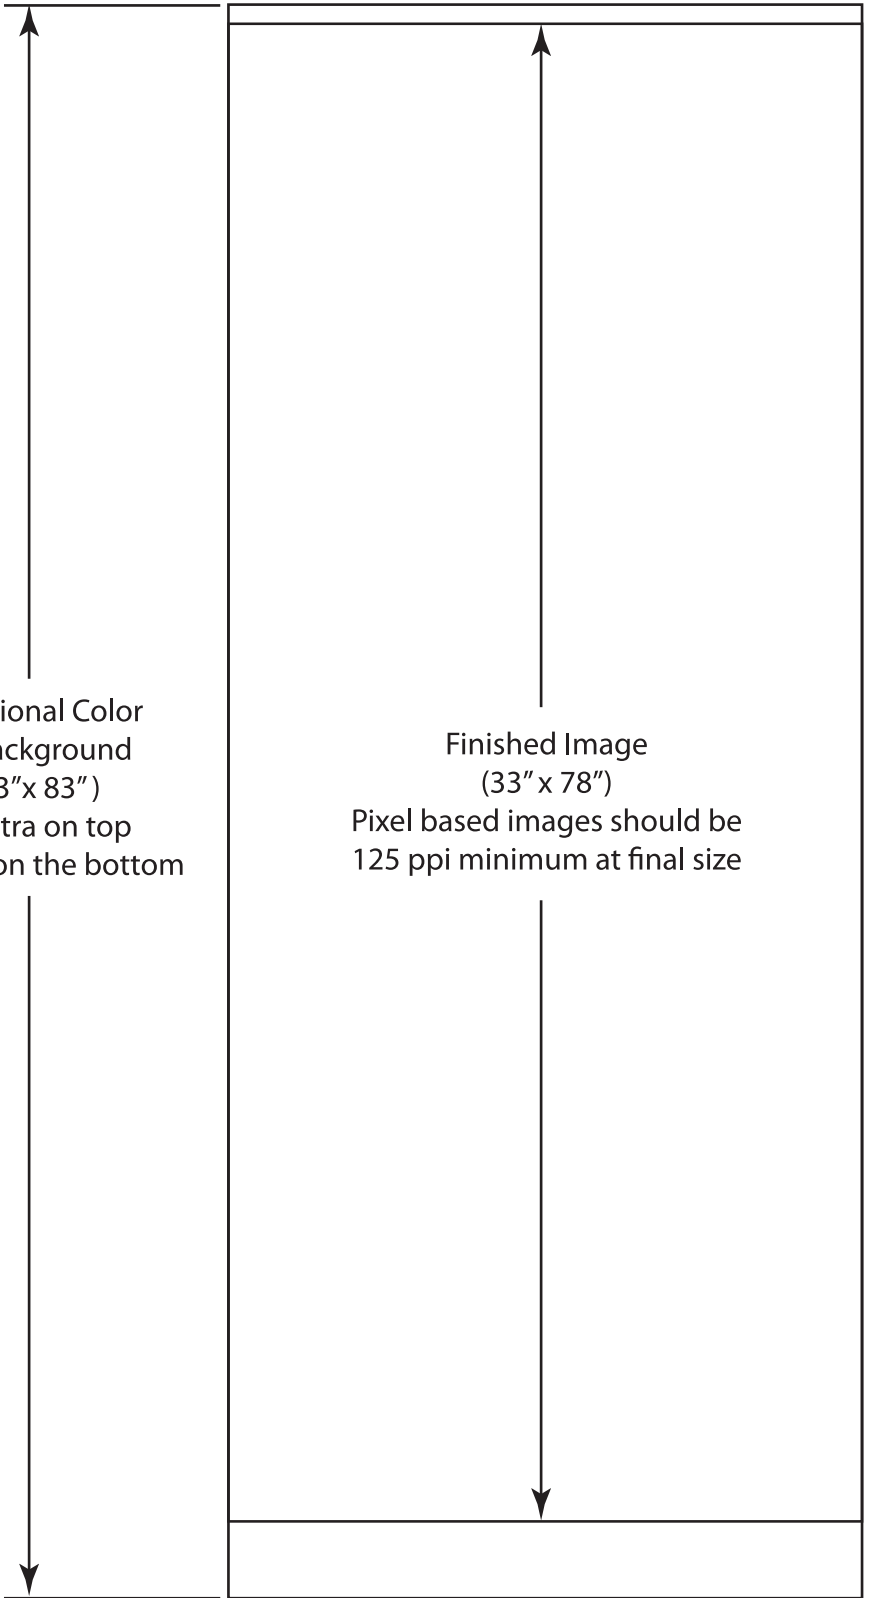 ional Color
ackground
3”x 83” )
tra on top
on the bottom
Finished Image
(33” x 78”)
Pixel based images should be
125 ppi minimum at final size